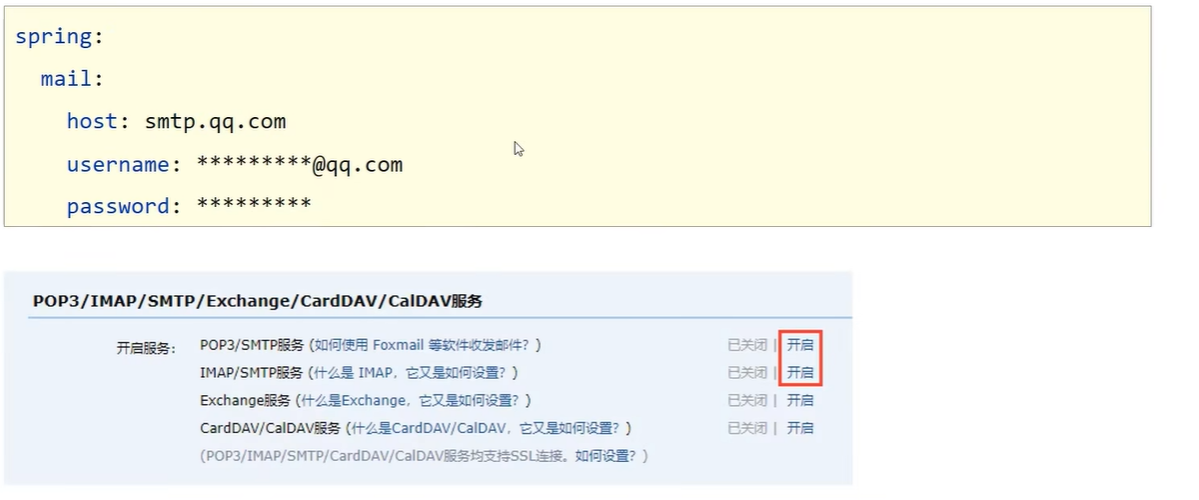 spring:
mail:
host: smtp.qq.com
username: *********@qq.com
password: *********
POP3/IMAP/SMTP/Exchange/CardDAV/CalDAV服务
开启服务: POP3/SMTP服务 (如何使用 Foxmail 等软件收发邮件? ) 已关闭 | 开启
IMAP/SMTP服务 (什么是 IMAP，它又是如何设置? ) 已关闭 | 开启
Exchange服务 (什么是Exchange，它又是如何设置? ) 已关闭 | 开启
CardDAV/CalDAV服务 (什么是CardDAV/CalDAV，它又是如何设置? ) 已关闭 | 开启
(POP3/IMAP/SMTP/CardDAV/CalDAV服务均支持SSL连接。如何设置? )